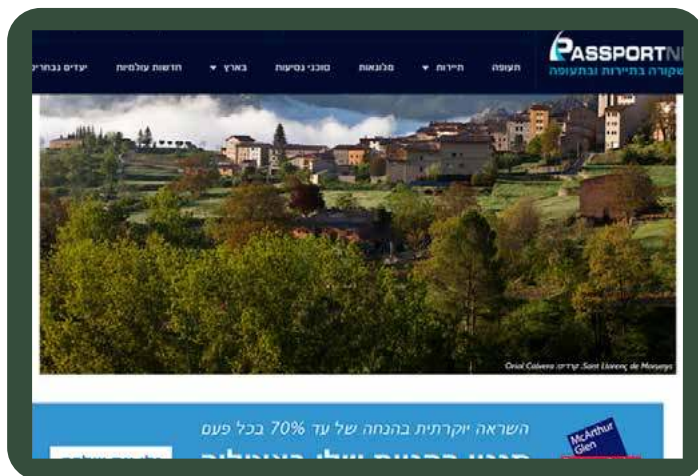 PASSPORTNE
שקורה בתיירות ובתעופה
תעופה תיירות מלונאות סוכני נסיעות בארץ חדשות עולמיות יעדים נבחרים
Oriol Calvera :קרדיט .Sant Llorenç de Morunys
השראה יוקרתית בהנחה של עד 70% בכל פעם
McArthur
Glen